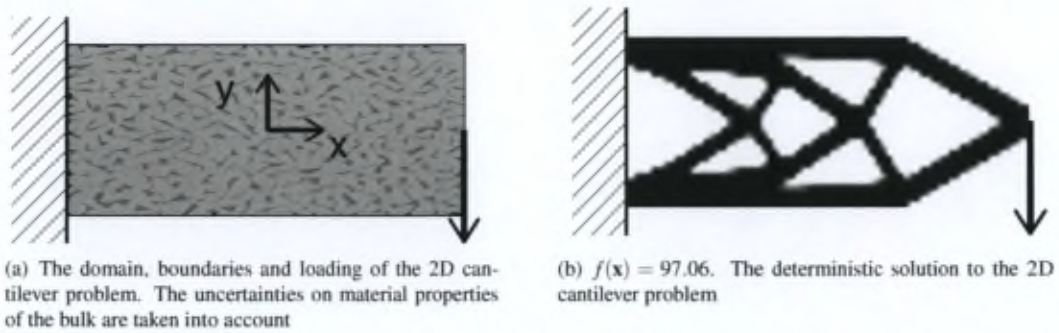 y
x
(a) The domain, boundaries and loading of the 2D can-
tilever problem. The uncertainties on material properties
of the bulk are taken into account
(b) f(x) = 97.06. The deterministic solution to the 2D
cantilever problem